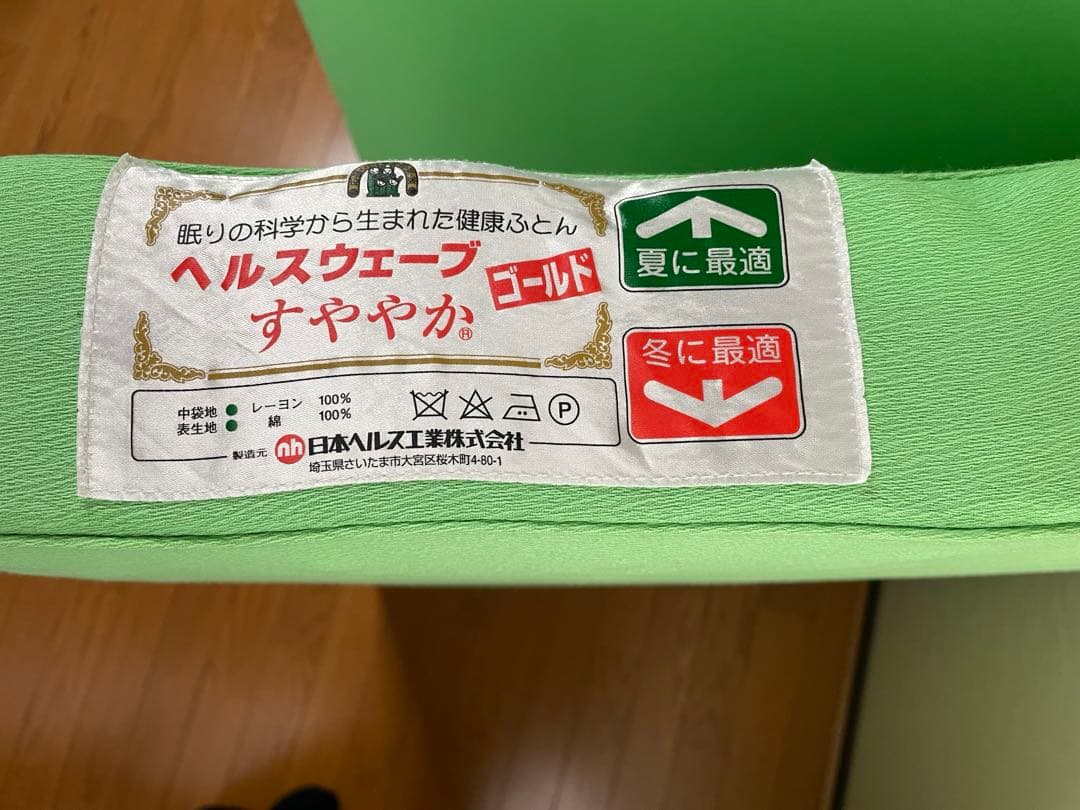 眠りの科学から生まれた健康ふとん
ヘルスウェーブ
ゴールド
すややか®
夏に最適
冬に最適
中袋地 ● レーヨン 100%
表生地 ● 綿 100%
P
製造元 nh 日本ヘルス工業株式会社
埼玉県さいたま市大宮区桜木町4-80-1